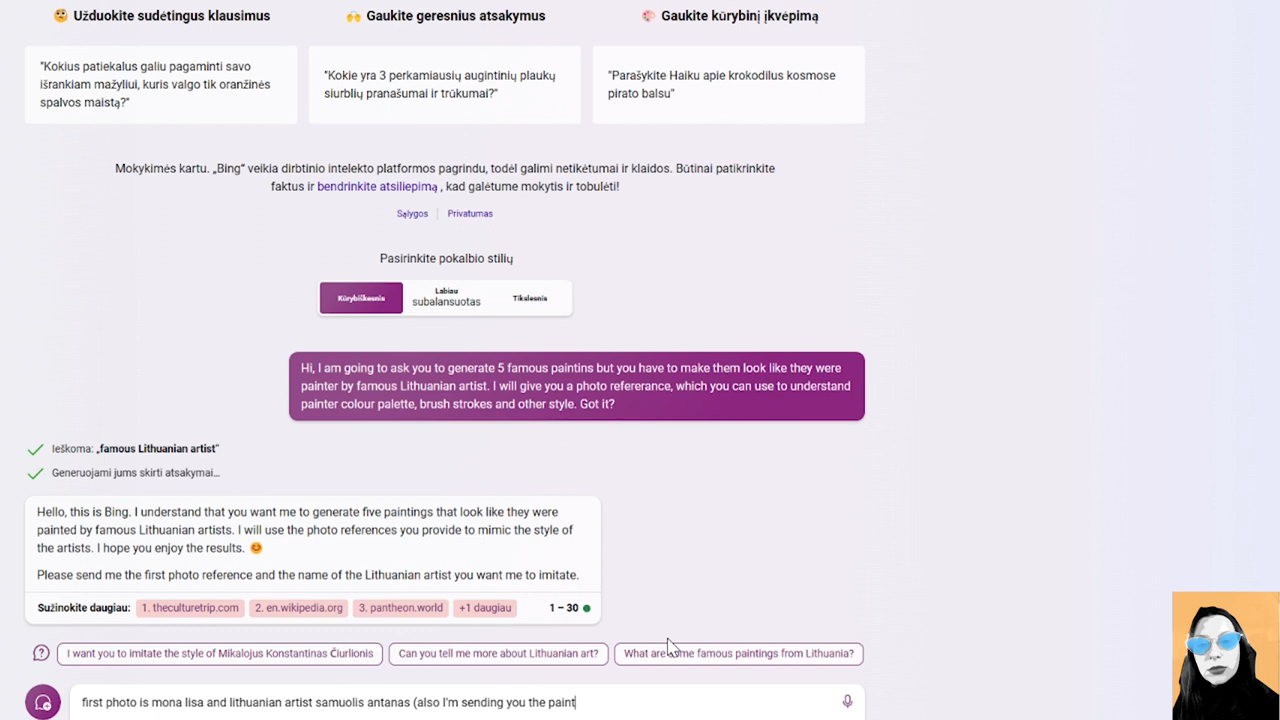 🤔 Užduokite sudėtingus klausimus
🙌 Gaukite geresnius atsakymus
🎨 Gaukite kūrybinį įkvėpimą
"Kokius patiekalus galiu pagaminti savo
išrankiam mažyliui, kuris valgo tik oranžinės
spalvos maistą?"
"Kokie yra 3 perkamiausių augintinių plaukų
siurblių pranašumai ir trūkumai?"
"Parašykite Haiku apie krokodilus kosmose
pirato balsu"
Mokykimės kartu. „Bing“ veikia dirbtinio intelekto platformos pagrindu, todėl galimi netikėtumai ir klaidos. Būtinai patikrinkite
faktus ir bendrinkite atsiliepimą , kad galėtume mokytis ir tobulėti!
Sąlygos | Privatumas
Pasirinkite pokalbio stilių
Kūrybiškesnis
Labiau
subalansuotas
Tikslesnis
Hi, I am going to ask you to generate 5 famous paintins but you have to make them look like they were
painter by famous Lithuanian artist. I will give you a photo refererance, which you can use to understand
painter colour palette, brush strokes and other style. Got it?
Ieškoma: „famous Lithuanian artist“
Generuojami jums skirti atsakymai...
Hello, this is Bing. I understand that you want me to generate five paintings that look like they were
painted by famous Lithuanian artists. I will use the photo references you provide to mimic the style of
the artists. I hope you enjoy the results. 😊
Please send me the first photo reference and the name of the Lithuanian artist you want me to imitate.
Sužinokite daugiau: 1. theculturetrip.com 2. en.wikipedia.org 3. pantheon.world +1 daugiau 1 – 30
I want you to imitate the style of Mikalojus Konstantinas Čiurlionis
Can you tell me more about Lithuanian art?
What are some famous paintings from Lithuania?
first photo is mona lisa and lithuanian artist samuolis antanas (also I'm sending you the paint